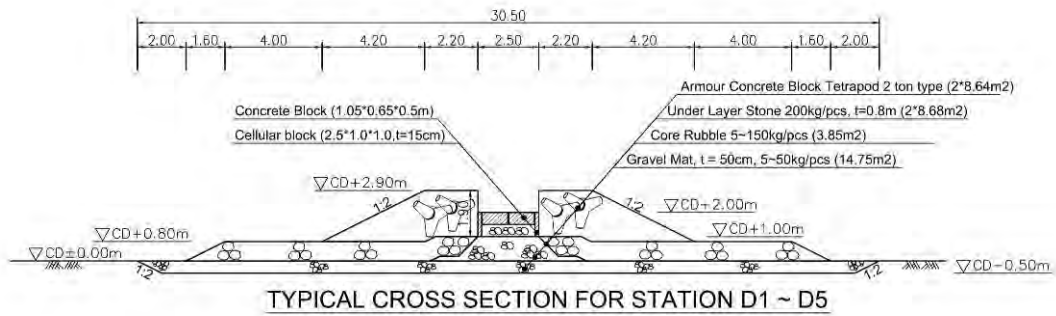 30.50
2.00 1.60 4.00 4.20 2.20 2.50 2.20 4.20 4.00 1.60 2.00
Armour Concrete Block Tetrapod 2 ton type (2*8.64m2)
Concrete Block (1.05*0.65*0.5m)
Under Layer Stone 200kg/pcs, t=0.8m (2*8.68m2)
Cellular block (2.5*1.0*1.0,t=15cm)
Core Rubble 5~150kg/pcs (3.85m2)
Gravel Mat, t = 50cm, 5~50kg/pcs (14.75m2)
CD+2.90m
1:2
1.90
1:2
CD+2.00m
CD+0.80m
CD+1.00m
CD±0.00m
1:2
1:2
CD-0.50m
TYPICAL CROSS SECTION FOR STATION D1 ~ D5